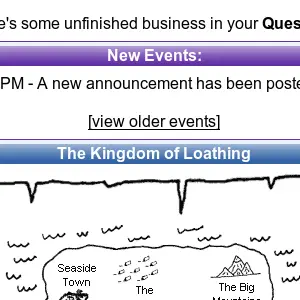 e's some unfinished business in your Ques
New Events:
PM - A new announcement has been poste
[view older events]
The Kingdom of Loathing
Seaside
Town
The
The Big
Mountains